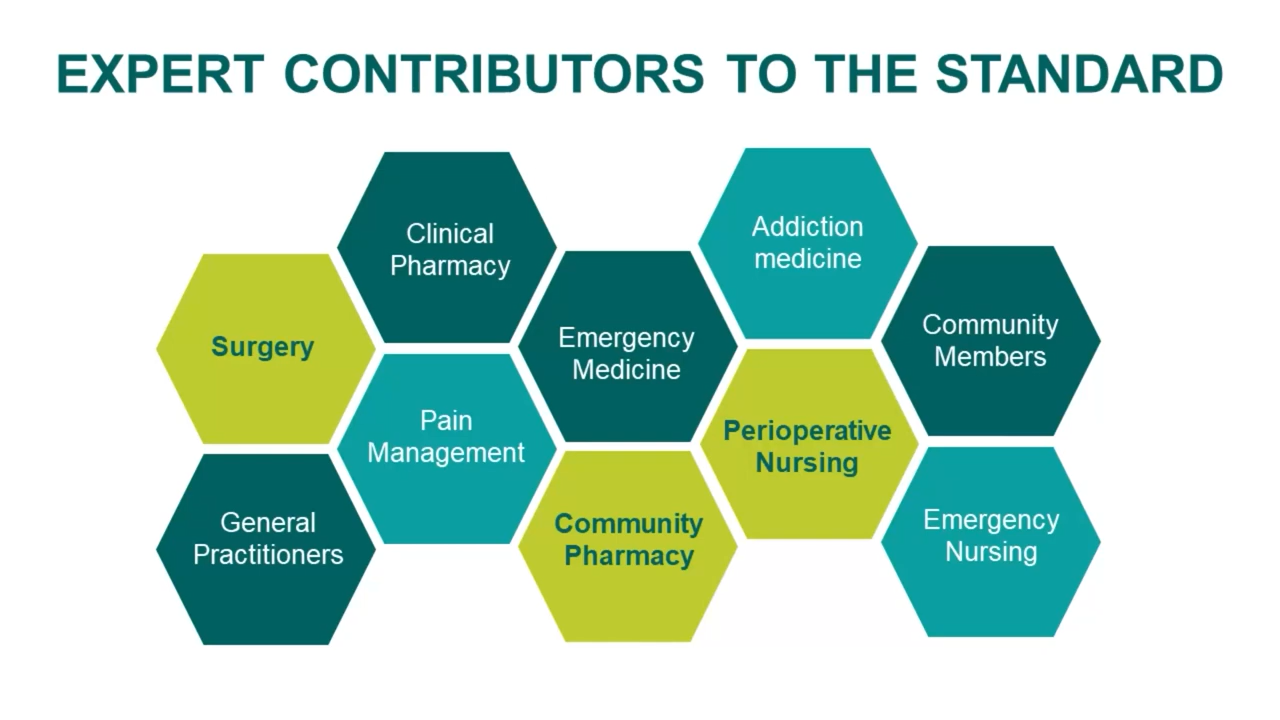 EXPERT CONTRIBUTORS TO THE STANDARD
Clinical
Pharmacy
Addiction
medicine
Surgery
Emergency
Medicine
Community
Members
Pain
Management
Perioperative
Nursing
General
Practitioners
Community
Pharmacy
Emergency
Nursing